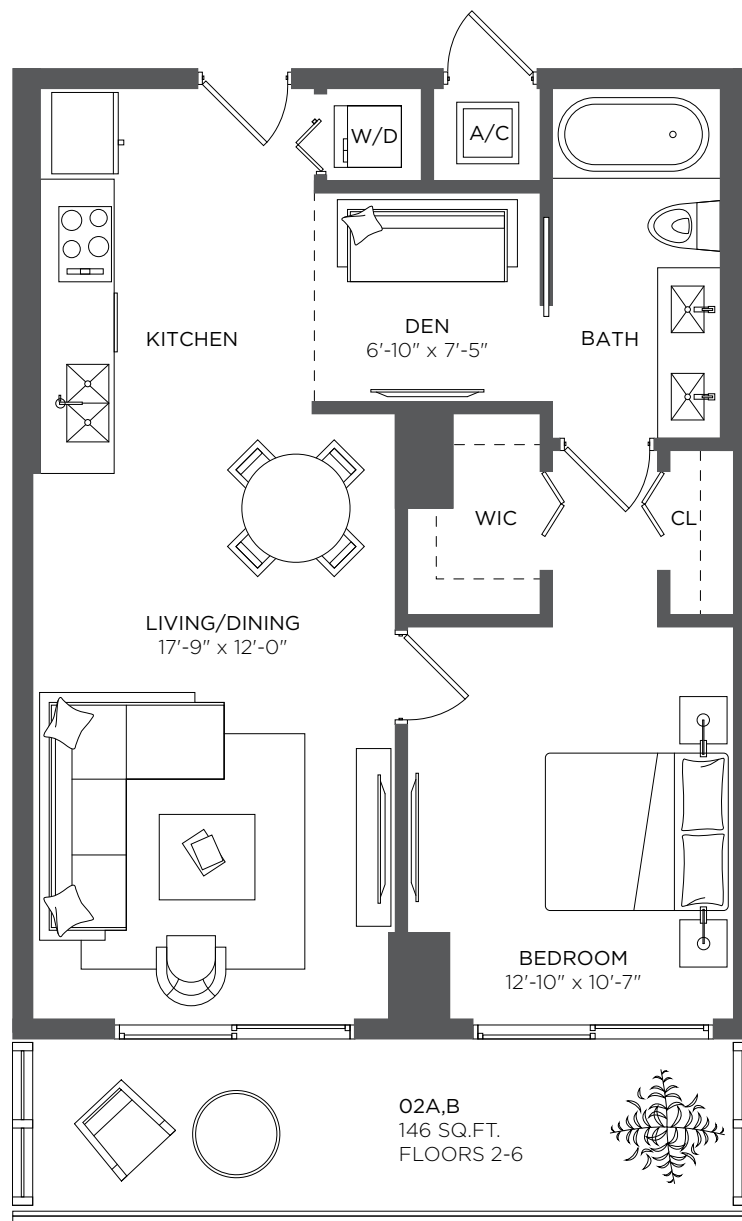 W/D
A/C
KITCHEN
DEN
6'-10" x 7'-5"
BATH
WIC
CL
LIVING/DINING
17'-9" x 12'-0"
BEDROOM
12'-10" x 10'-7"
02A,B
146 SQ.FT.
FLOORS 2-6